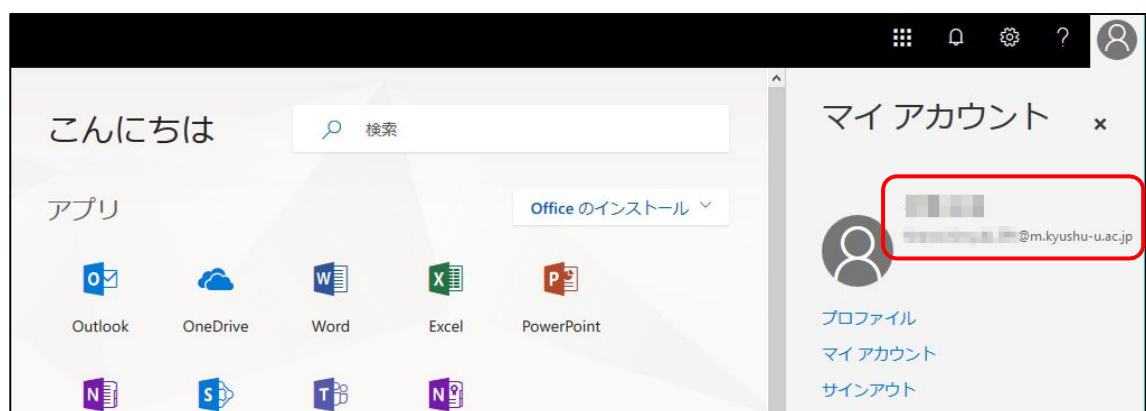 こんにちは
検索
アプリ
Office のインストール
Outlook
OneDrive
Word
Excel
PowerPoint
マイ アカウント
@m.kyushu-u.ac.jp
プロファイル
マイ アカウント
サインアウト